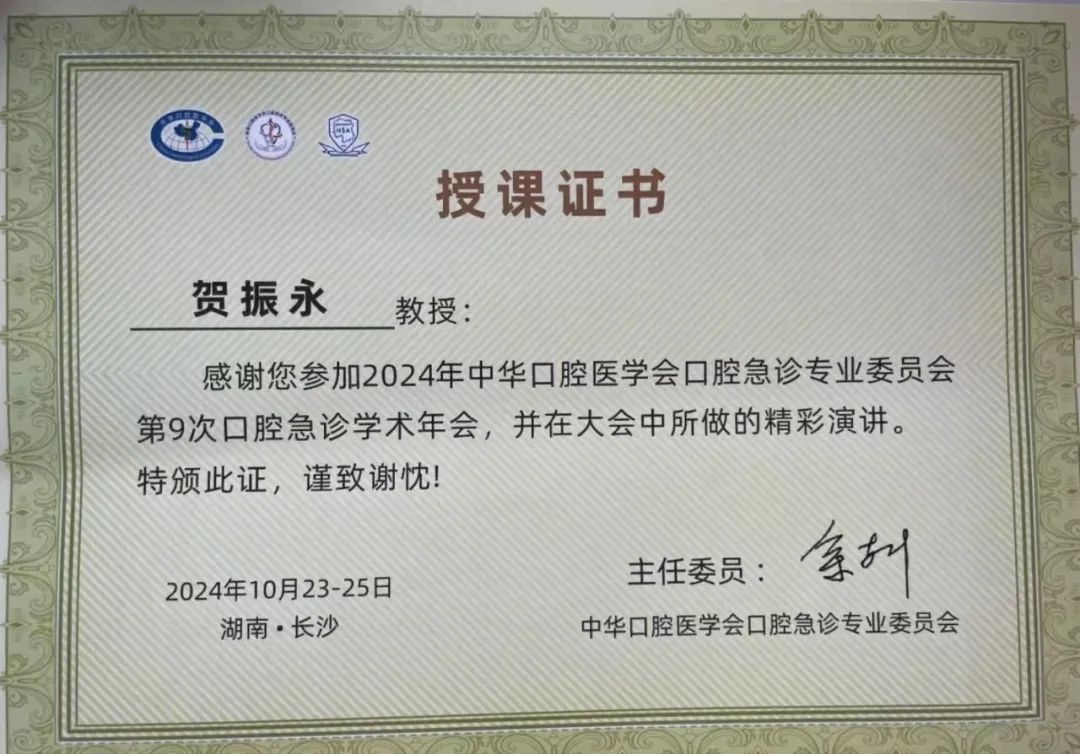 HSA
授课证书
贺振永 教授：
感谢您参加2024年中华口腔医学会口腔急诊专业委员会
第9次口腔急诊学术年会，并在大会中所做的精彩演讲。
特颁此证，谨致谢忱!
2024年10月23-25日
湖南·长沙
主任委员：
中华口腔医学会口腔急诊专业委员会